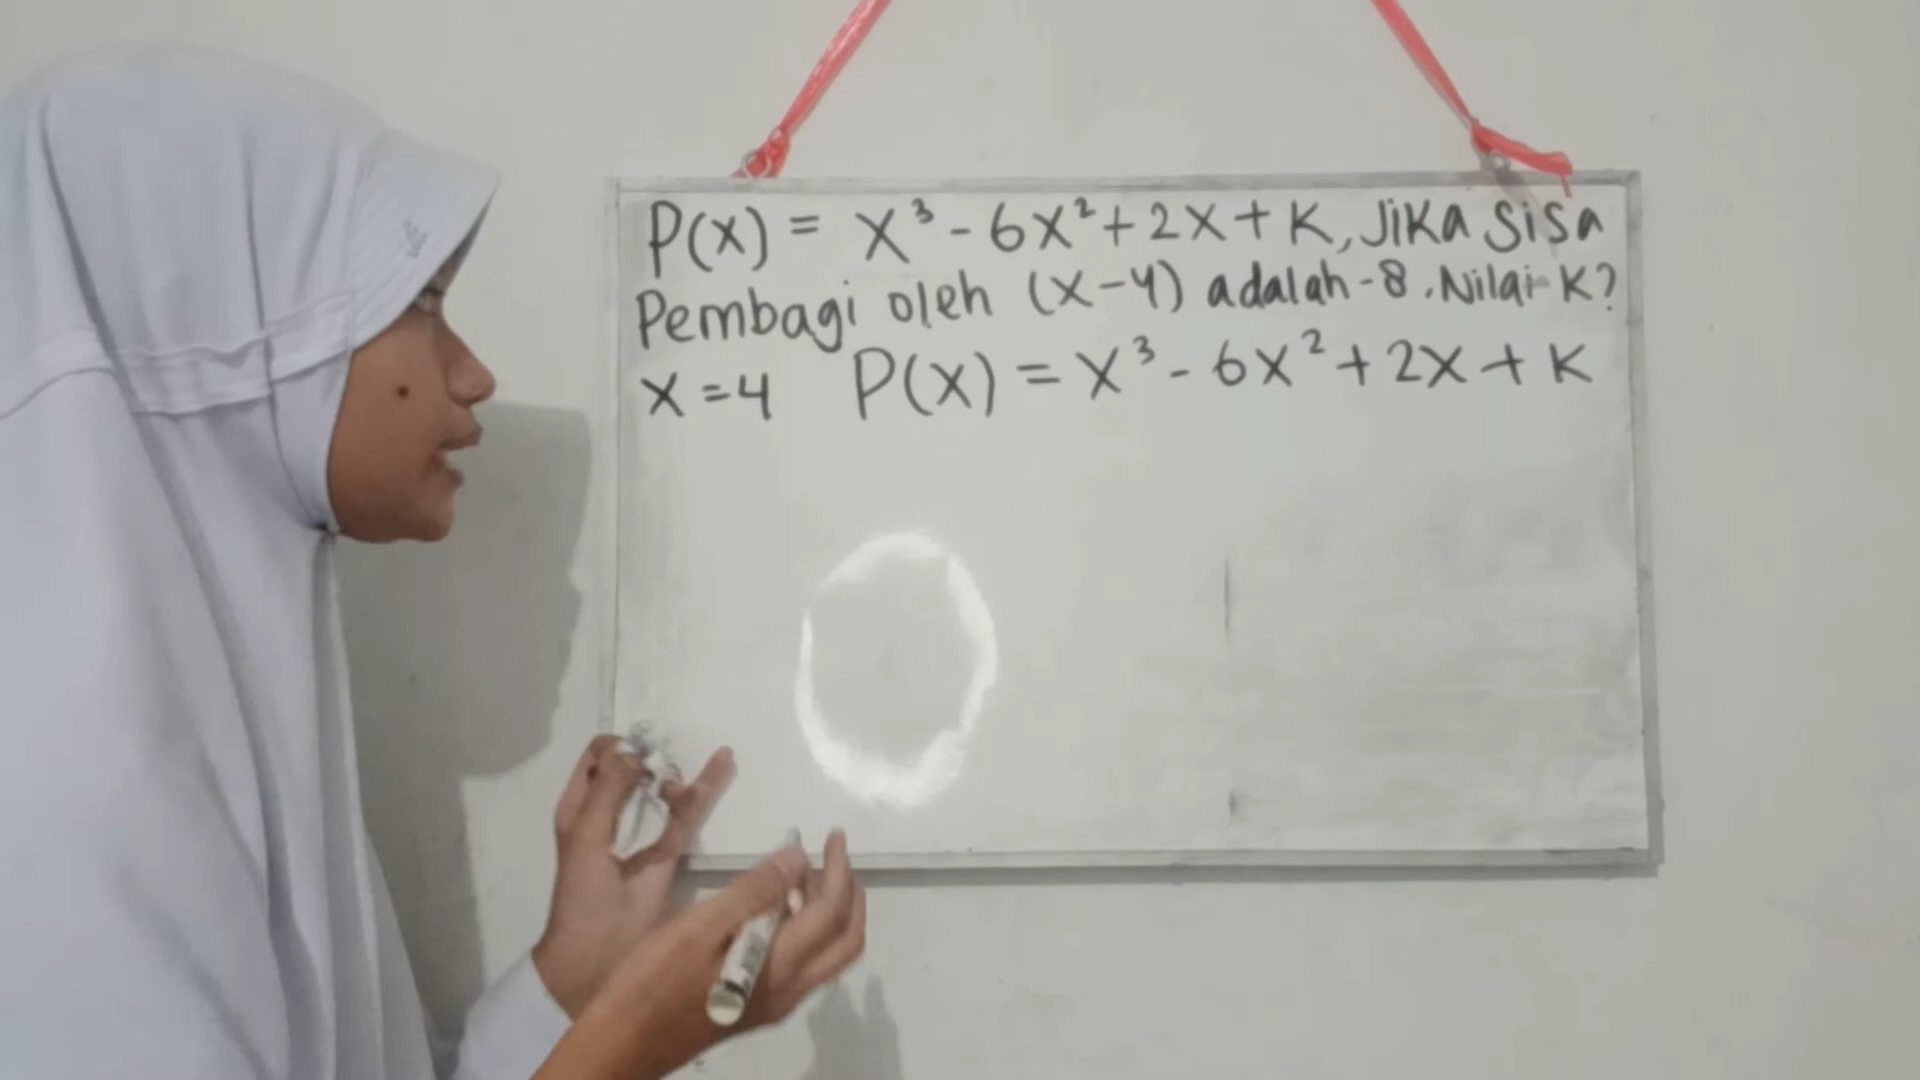 P(x) = x³ - 6x² + 2x + K, Jika Sisa
Pembagi oleh (x-4) adalah -8. Nilai K?
x = 4 P(x) = x³ - 6x² + 2x + K